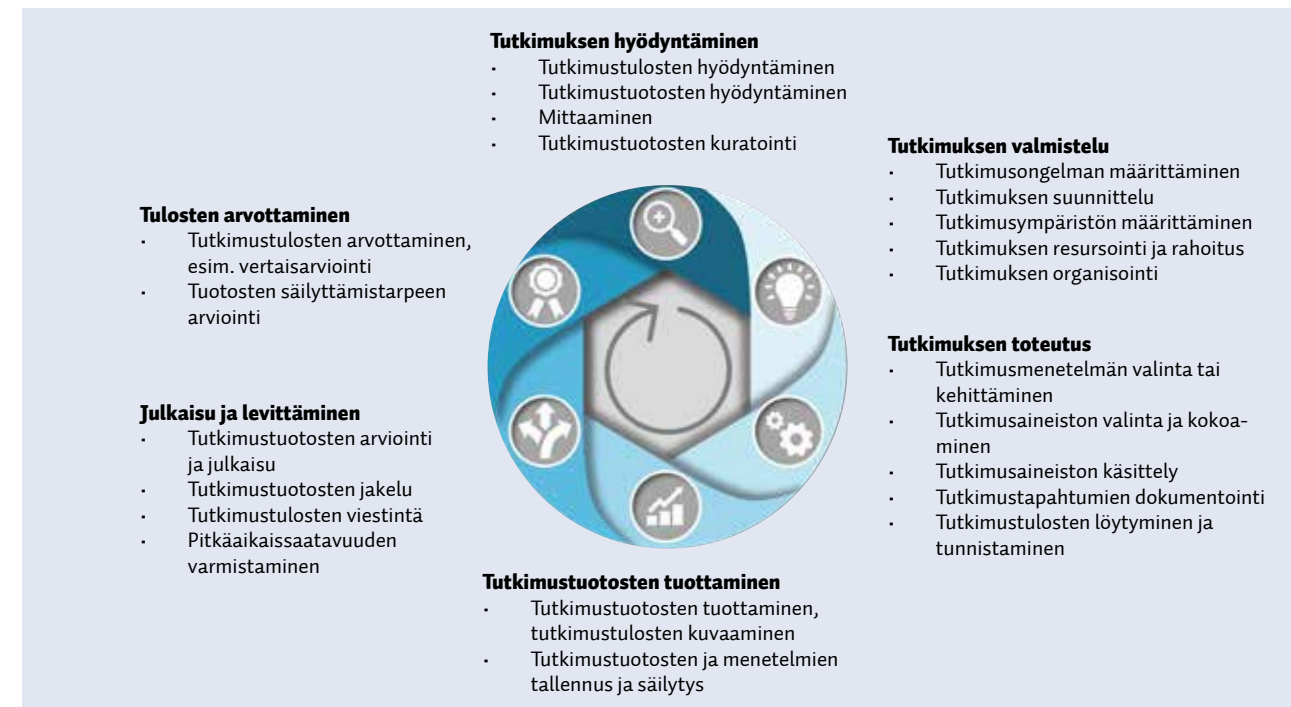 Tutkimuksen hyödyntäminen
· Tutkimustulosten hyödyntäminen
· Tutkimustuotosten hyödyntäminen
· Mittaaminen
· Tutkimustuotosten kuratointi
Tutkimuksen valmistelu
· Tutkimusongelman määrittäminen
· Tutkimuksen suunnittelu
· Tutkimusympäristön määrittäminen
· Tutkimuksen resursointi ja rahoitus
· Tutkimuksen organisointi
Tutkimuksen toteutus
· Tutkimusmenetelmän valinta tai
kehittäminen
· Tutkimusaineiston valinta ja kokoa-
minen
· Tutkimusaineiston käsittely
· Tutkimustapahtumien dokumentointi
· Tutkimustulosten löytyminen ja
tunnistaminen
Tutkimustuotosten tuottaminen
· Tutkimustuotosten tuottaminen,
tutkimustulosten kuvaaminen
· Tutkimustuotosten ja menetelmien
tallennus ja säilytys
Julkaisu ja levittäminen
· Tutkimustuotosten arviointi
ja julkaisu
· Tutkimustuotosten jakelu
· Tutkimustulosten viestintä
· Pitkäaikaissaatavuuden
varmistaminen
Tulosten arvottaminen
· Tutkimustulosten arvottaminen,
esim. vertaisarviointi
· Tuotosten säilyttämistarpeen
arviointi